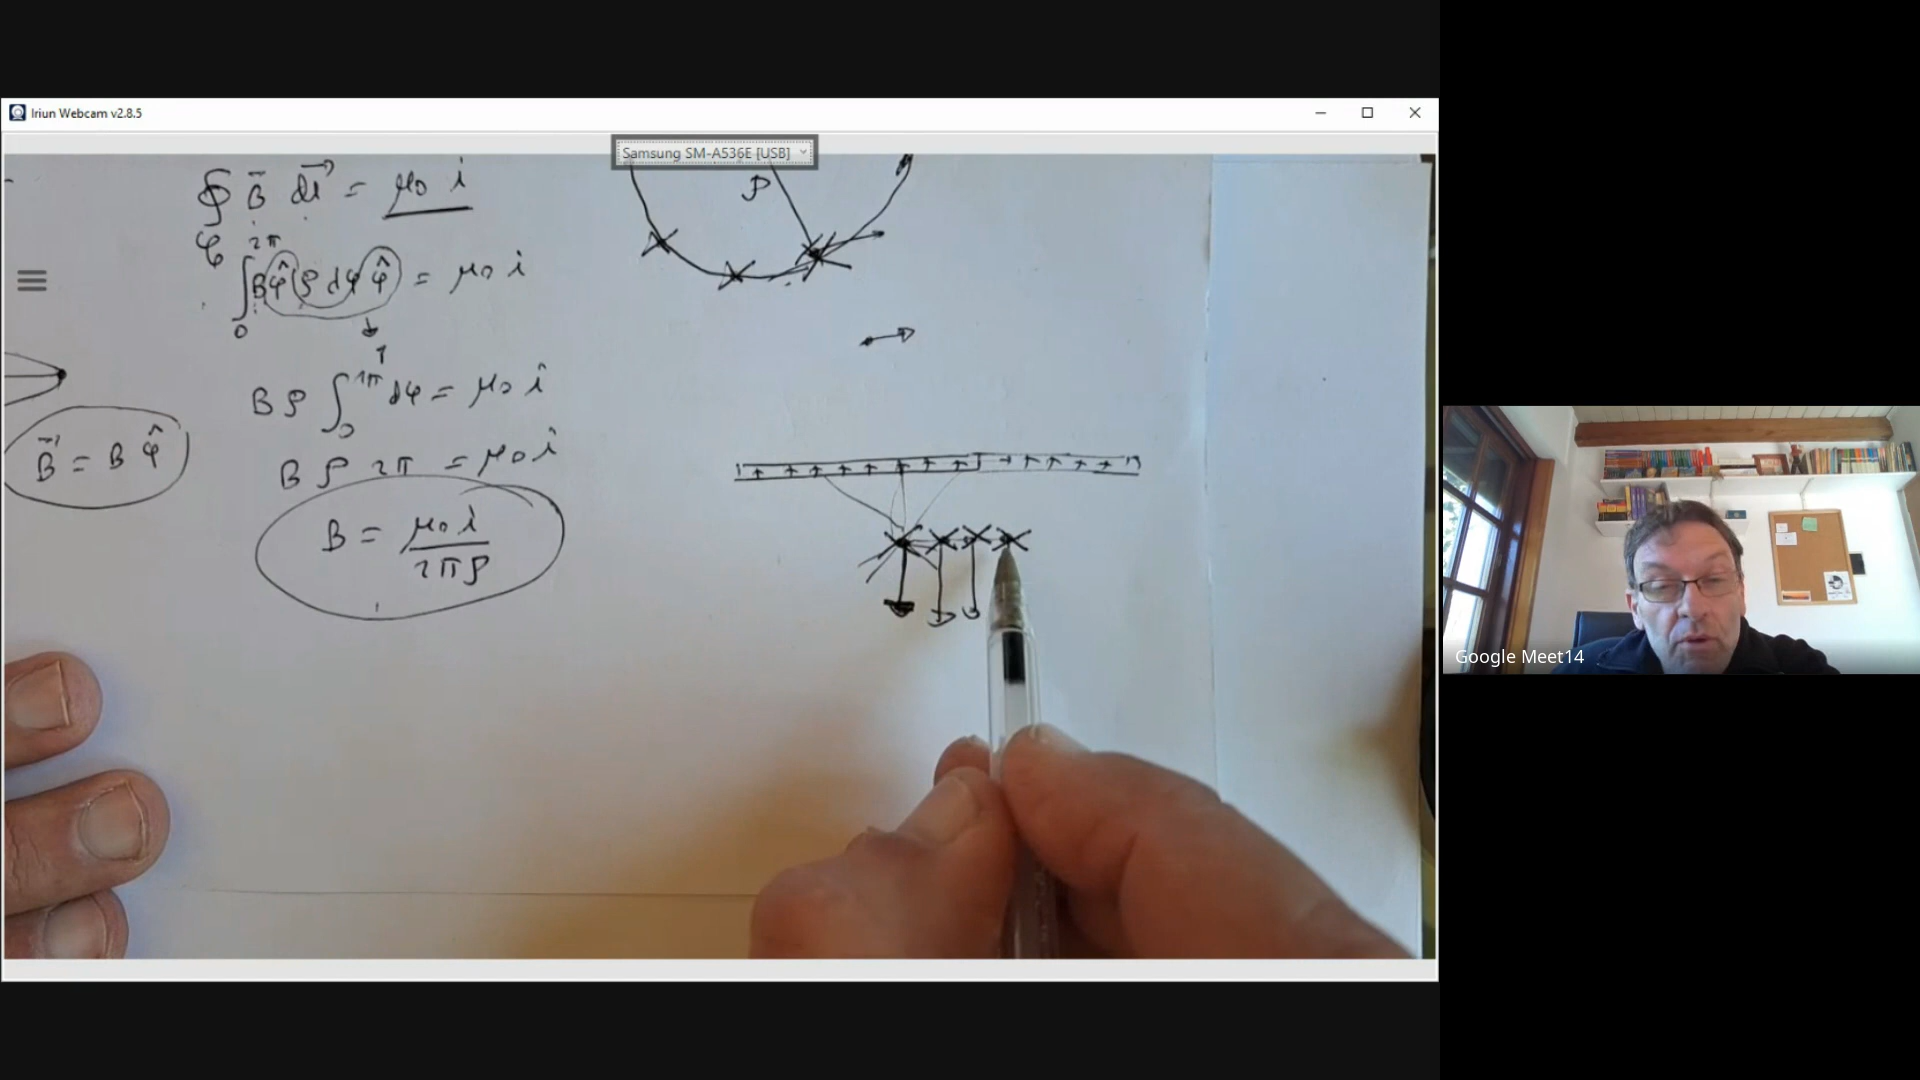 Iriun Webcam v2.8.5
Samsung SM-A536E [USB]
∮ B̄ d⃗l = μ₀ i
φ
∫₀^2π B φ̂ ρ dφ φ̂ = μ₀ i
1
B ρ ∫₀^2π dφ = μ₀ i
B ρ 2π = μ₀ i
B = μ₀ i / 2πρ
B⃗ = B φ̂
ρ
Google Meet14